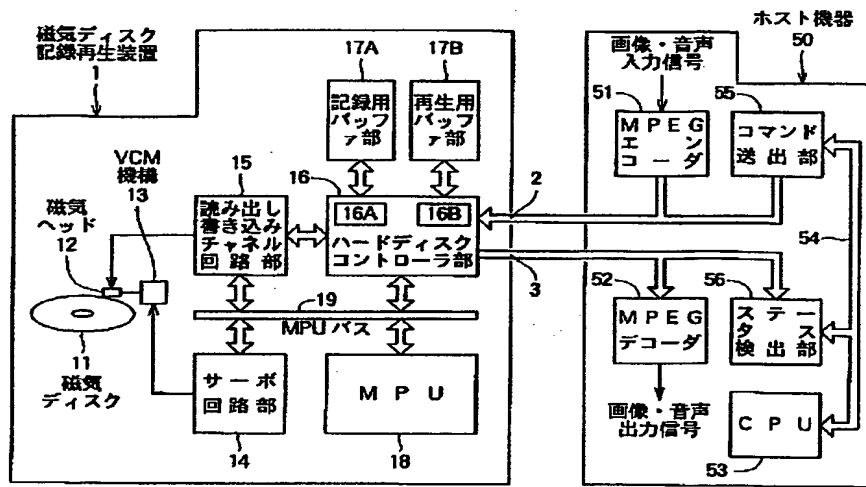 磁気ディスク
記録再生装置
1
17A
17B
記録用
バッファ部
再生用
バッファ部
VCM
機構
13
15
16
読み出し
書き込み
チャネル
回路部
16A
16B
ハードディスク
コントローラ部
磁気
ヘッド
12
19
MPUバス
11
磁気
ディスク
サーボ
回路部
14
MPU
18
2
3
ホスト機器
50
画像・音声
入力信号
51
MPEG
エン
コーダ
55
コマンド
送出部
54
52
MPEG
デコーダ
56
ステー
タス
検出部
画像・音声
出力信号
CPU
53